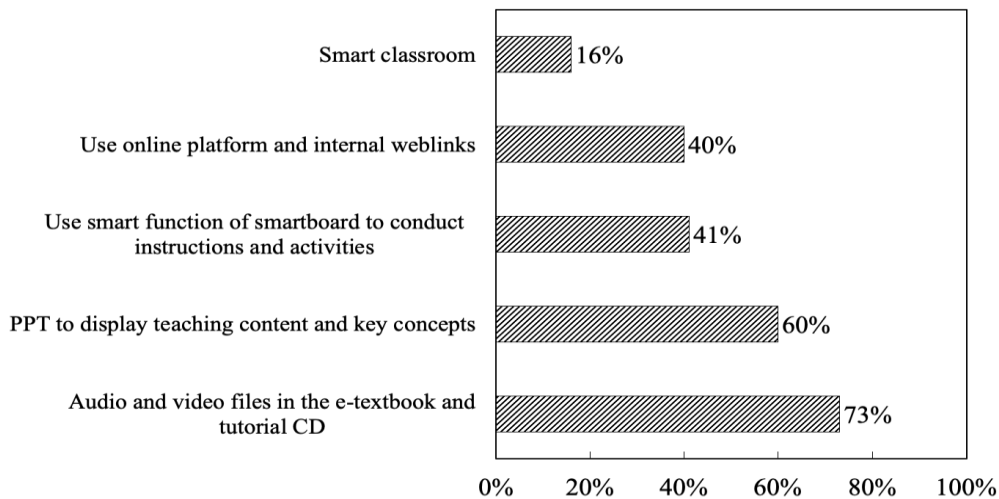 Smart classroom
16%
Use online platform and internal weblinks
40%
Use smart function of smartboard to conduct
instructions and activities
41%
PPT to display teaching content and key concepts
60%
Audio and video files in the e-textbook and
tutorial CD
73%
0% 20% 40% 60% 80% 100%